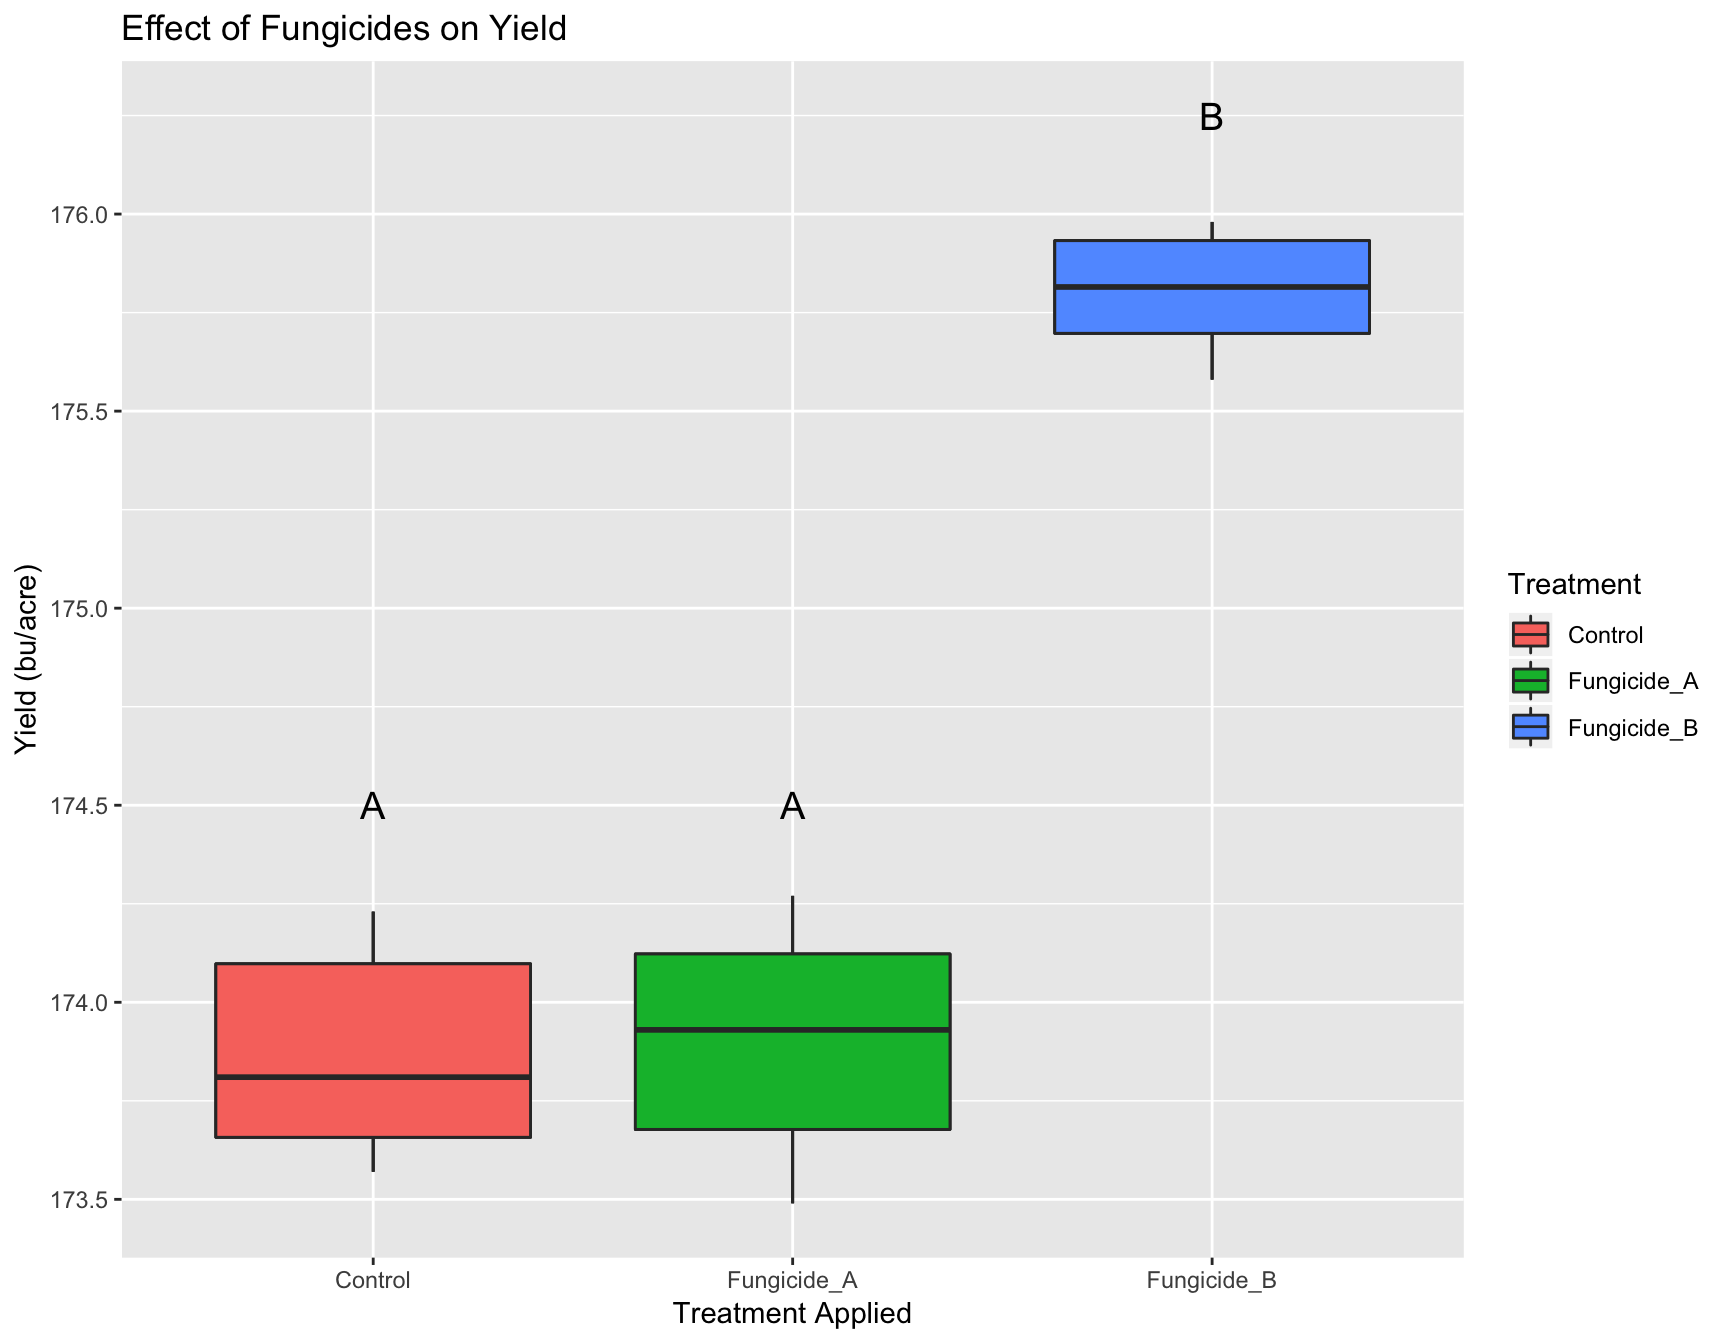 Effect of Fungicides on Yield
B
176.0
175.5
175.0
174.5
174.0
173.5
A
A
Yield (bu/acre)
Control
Fungicide_A
Fungicide_B
Treatment Applied
Treatment
Control
Fungicide_A
Fungicide_B